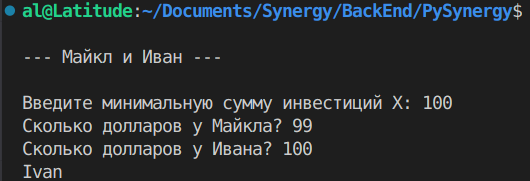 al@Latitude:~/Documents/Synergy/BackEnd/PySynergy$
--- Майкл и Иван ---
Введите минимальную сумму инвестиций X: 100
Сколько долларов у Майкла? 99
Сколько долларов у Ивана? 100
Ivan